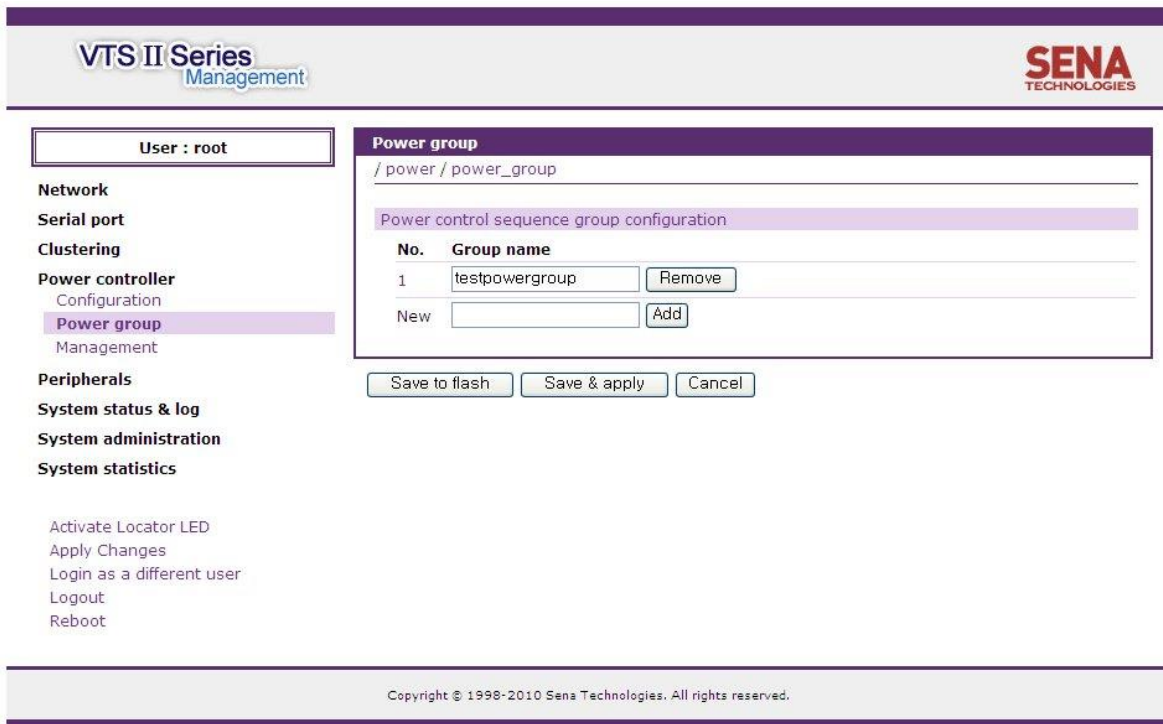 VTS II Series
Management
SENA
TECHNOLOGIES
User : root
Network
Serial port
Clustering
Power controller
Configuration
Power group
Management
Peripherals
System status & log
System administration
System statistics
Activate Locator LED
Apply Changes
Login as a different user
Logout
Reboot
Power group
/ power / power_group
Power control sequence group configuration
No. Group name
1 testpowergroup Remove
New Add
Save to flash Save & apply Cancel
Copyright © 1998-2010 Sena Technologies. All rights reserved.